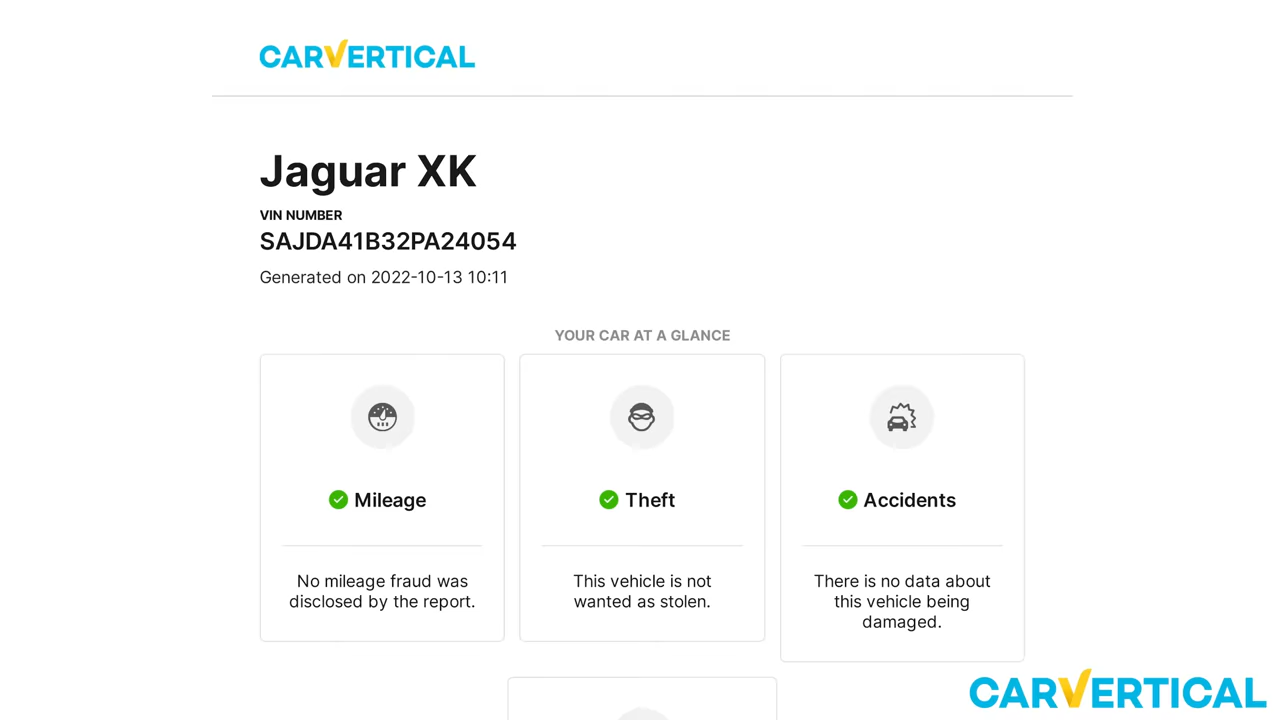 CARVERTICAL
Jaguar XK
VIN NUMBER
SAJDA41B32PA24054
Generated on 2022-10-13 10:11
YOUR CAR AT A GLANCE
Mileage
No mileage fraud was
disclosed by the report.
Theft
This vehicle is not
wanted as stolen.
Accidents
There is no data about
this vehicle being
damaged.
CARVERTICAL